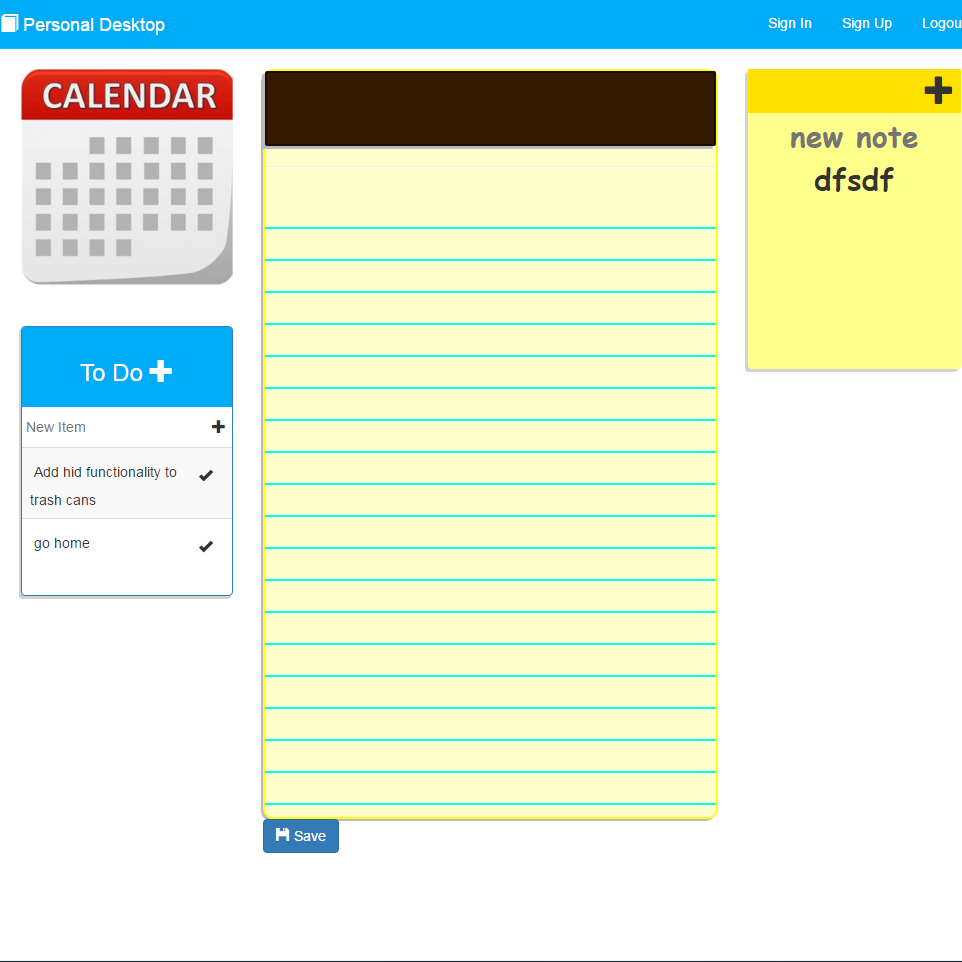 Personal Desktop
Sign In Sign Up Logou
CALENDAR
To Do
New Item
Add hid functionality to
trash cans
go home
Save
new note
dfsdf